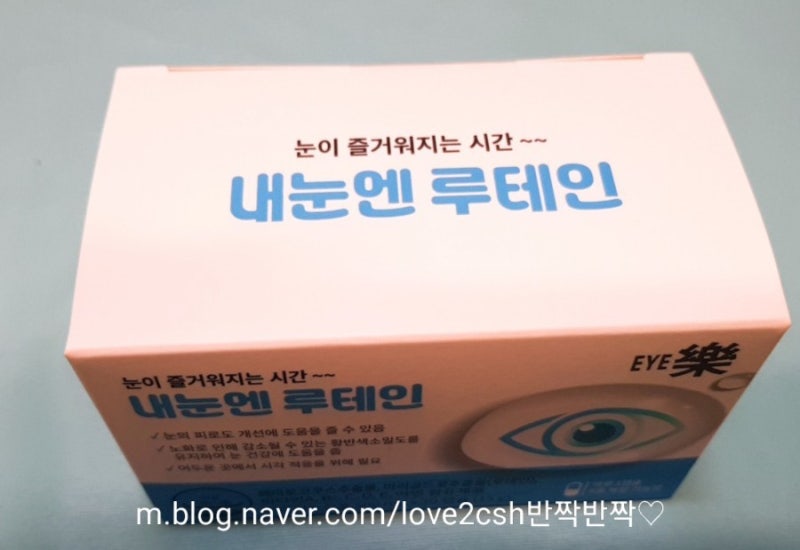 눈이 즐거워지는 시간 ~~
내눈엔 루테인
EYE樂
눈이 즐거워지는 시간 ~~
내눈엔 루테인
✓ 눈의 피로도 개선에 도움을 줄 수 있음
✓ 노화로 인해 감소될 수 있는 황반색소밀도를
유지하여 눈 건강에 도움을 줌
✓ 어두운 곳에서 시각 적응을 위해 필요
m.blog.naver.com/love2csh반짝반짝♡